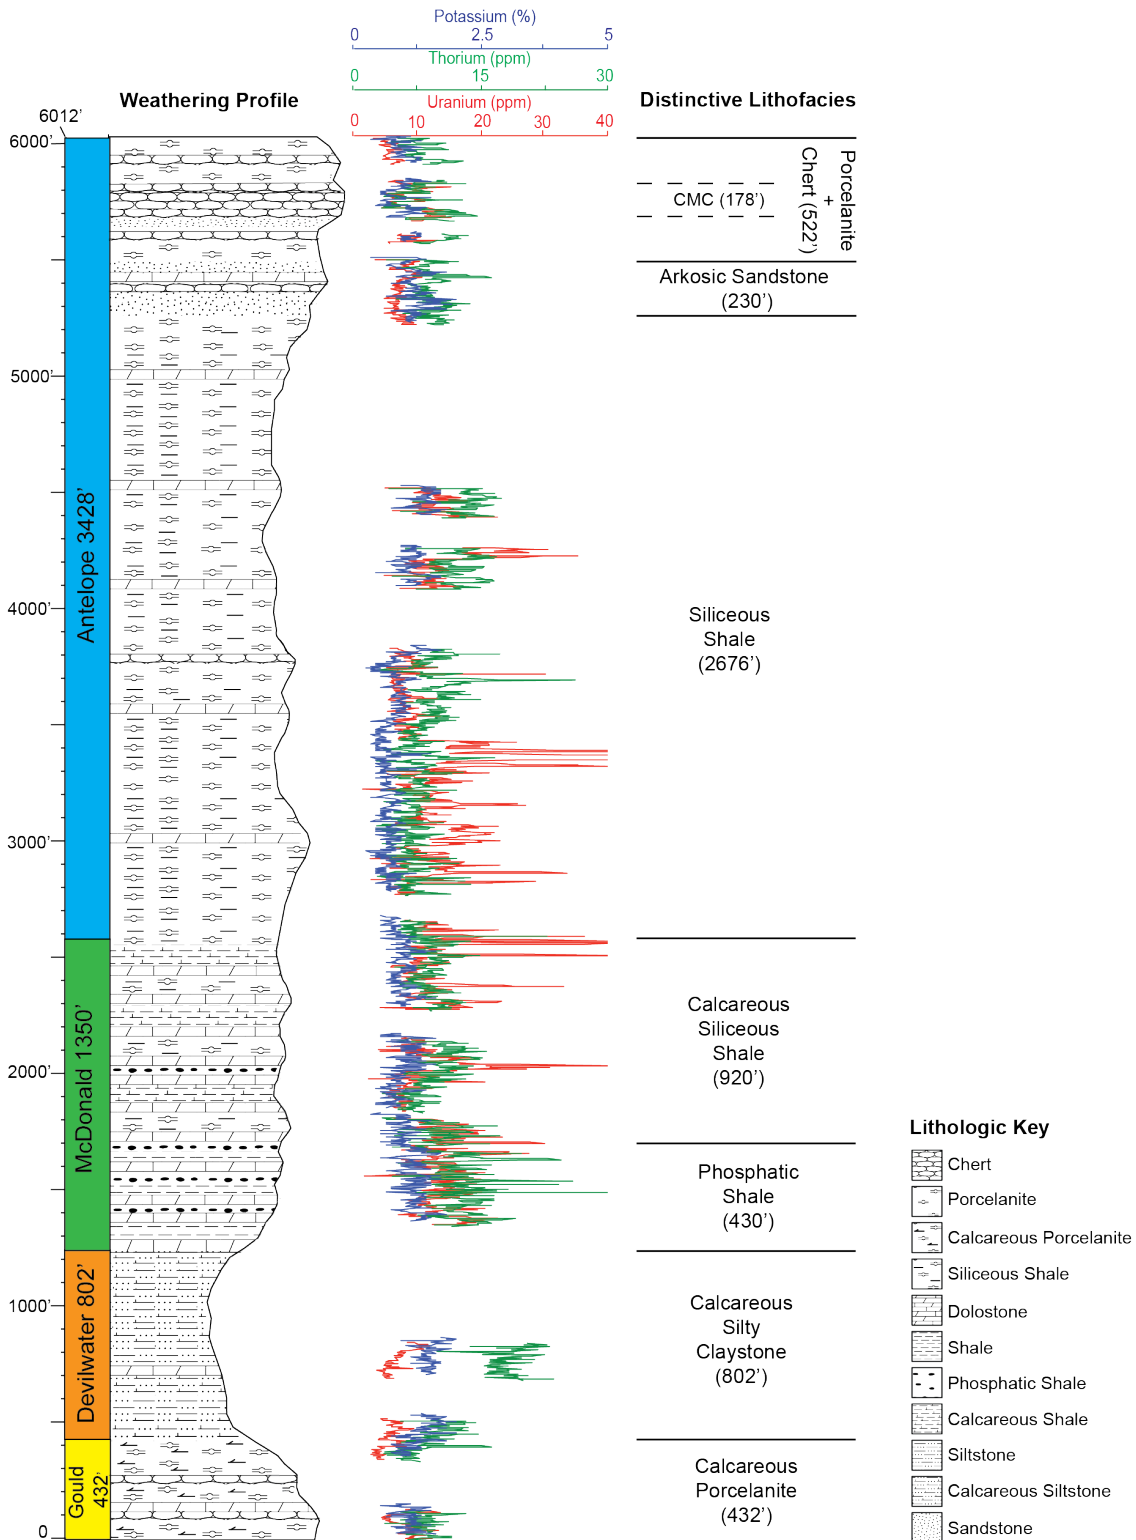 Potassium (%)
0 2.5 5
Thorium (ppm)
0 15 30
Weathering Profile
Uranium (ppm)
Distinctive Lithofacies
0 10 20 30 40
6012’
6000’
5000’
4000’
3000’
2000’
1000’
0
Antelope 3428’
McDonald 1350’
Devilwater 802’
Gould
432’
Porcelanite
+
Chert (522’)
CMC (178’)
Arkosic Sandstone
(230’)
Siliceous
Shale
(2676’)
Calcareous
Siliceous
Shale
(920’)
Phosphatic
Shale
(430’)
Calcareous
Silty
Claystone
(802’)
Calcareous
Porcelanite
(432’)
Lithologic Key
Chert
Porcelanite
Calcareous Porcelanite
Siliceous Shale
Dolostone
Shale
Phosphatic Shale
Calcareous Shale
Siltstone
Calcareous Siltstone
Sandstone